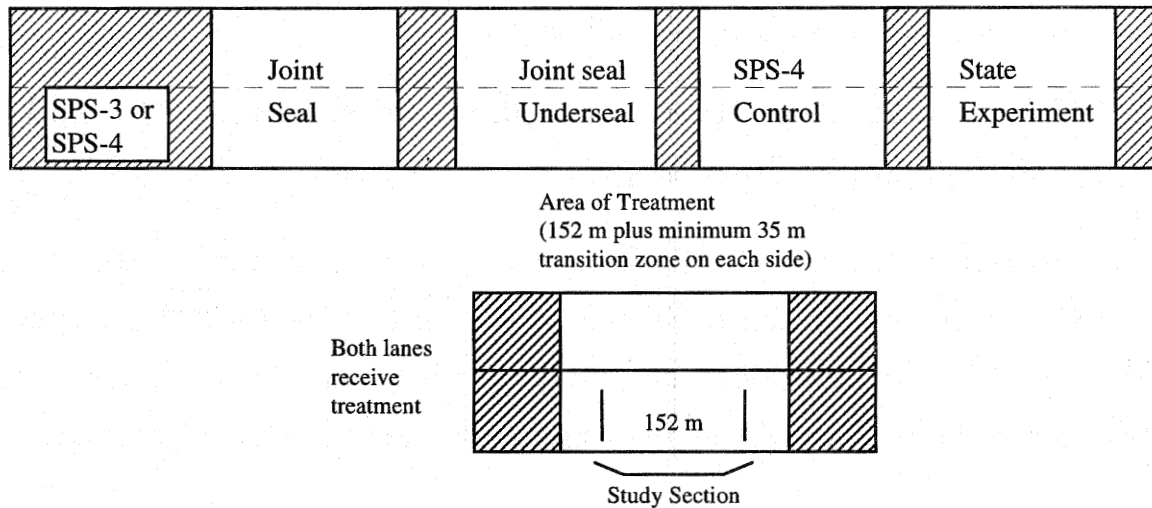 SPS-3 or
SPS-4
Joint
Seal
Joint seal
Underseal
SPS-4
Control
State
Experiment
Area of Treatment
(152 m plus minimum 35 m
transition zone on each side)
Both lanes
receive
treatment
152 m
Study Section